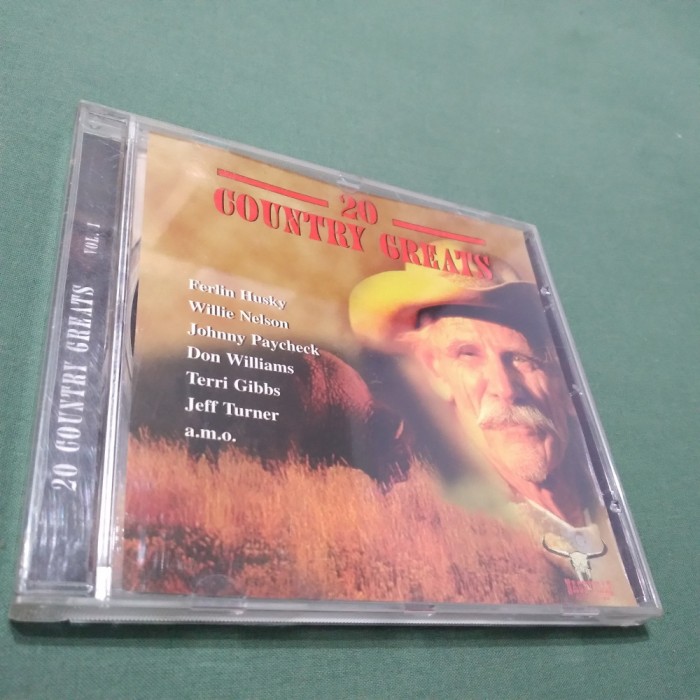 20
COUNTRY GREATS
Ferlin Husky
Willie Nelson
Johnny Paycheck
Don Williams
Terri Gibbs
Jeff Turner
a.m.o.
20 COUNTRY GREATS VOL. 1